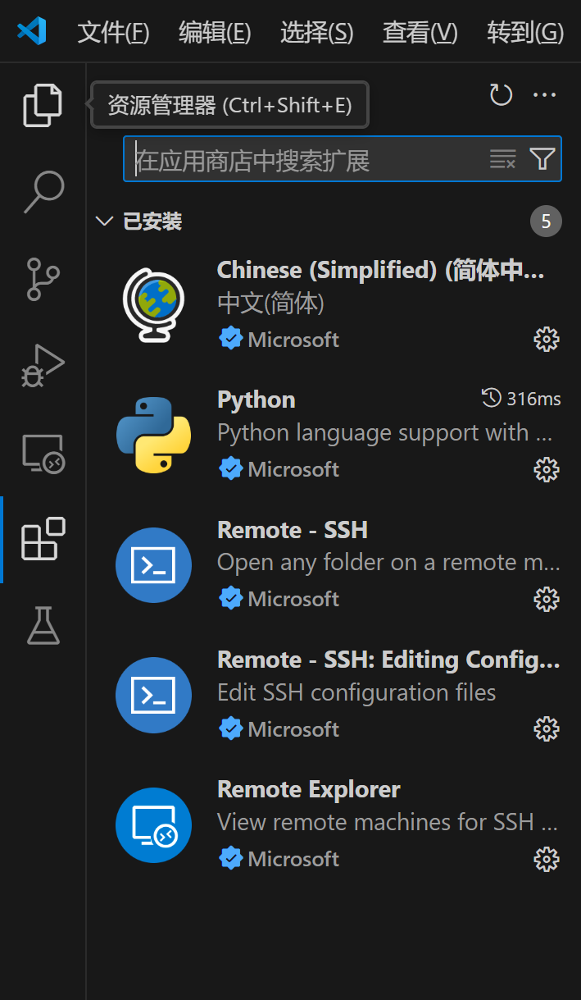 文件(F) 编辑(E) 选择(S) 查看(V) 转到(G)
资源管理器 (Ctrl+Shift+E)
在应用商店中搜索扩展
已安装 5
Chinese (Simplified) (简体中...
中文(简体)
Microsoft
Python 316ms
Python language support with ...
Microsoft
Remote - SSH
Open any folder on a remote m...
Microsoft
Remote - SSH: Editing Config...
Edit SSH configuration files
Microsoft
Remote Explorer
View remote machines for SSH ...
Microsoft